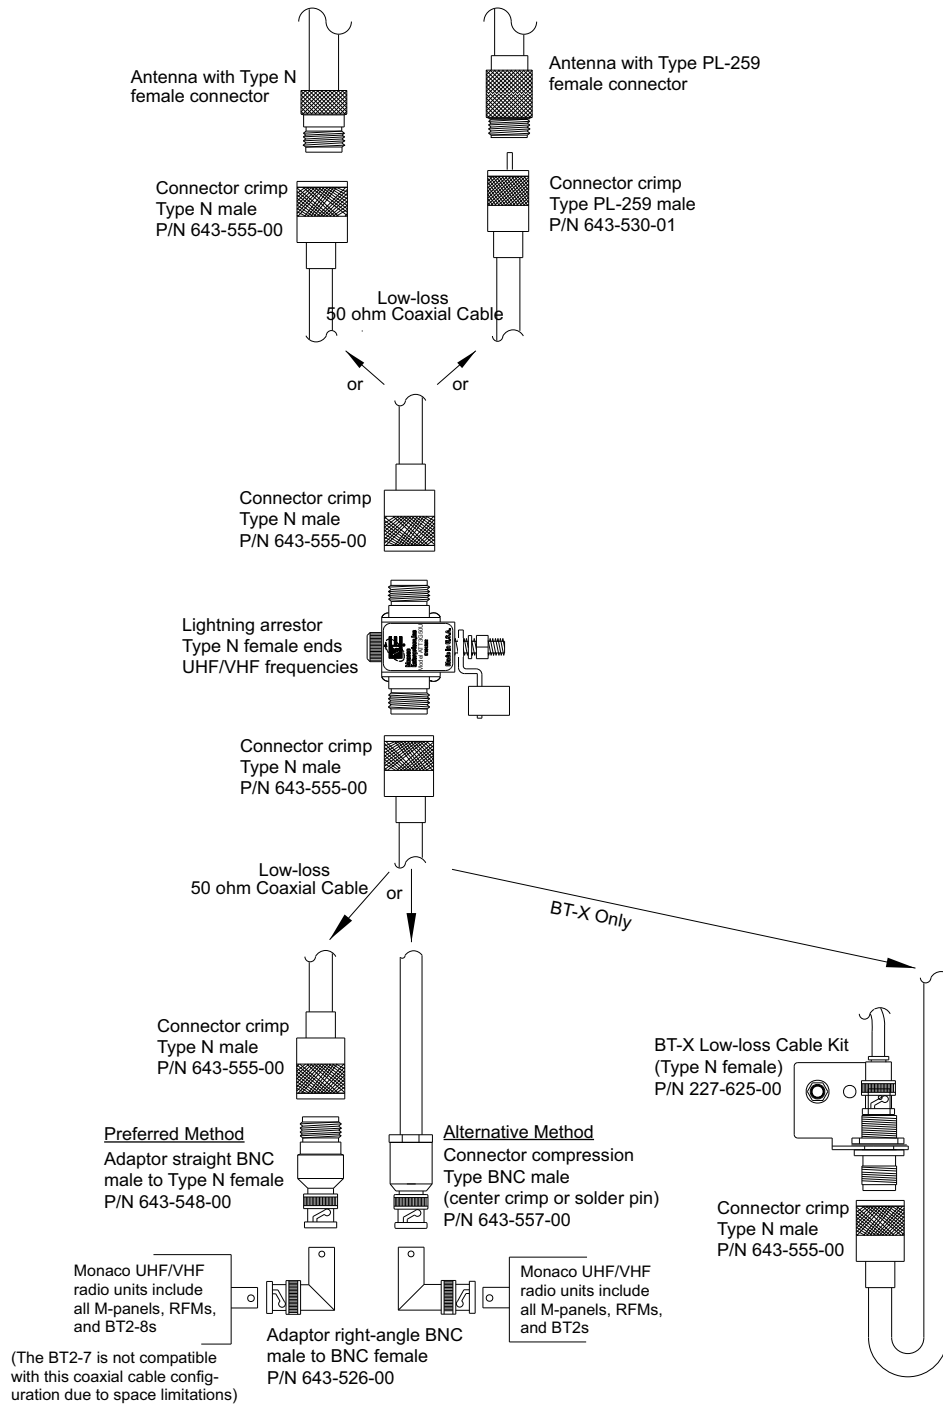 Antenna with Type N
female connector
Antenna with Type PL-259
female connector
Connector crimp
Type N male
P/N 643-555-00
Connector crimp
Type PL-259 male
P/N 643-530-01
Low-loss
50 ohm Coaxial Cable
or
or
Connector crimp
Type N male
P/N 643-555-00
Lightning arrestor
Type N female ends
UHF/VHF frequencies
Made in U.S.A.
Connector crimp
Type N male
P/N 643-555-00
Low-loss
50 ohm Coaxial Cable
or
BT-X Only
Connector crimp
Type N male
P/N 643-555-00
BT-X Low-loss Cable Kit
(Type N female)
P/N 227-625-00
Preferred Method
Adaptor straight BNC
male to Type N female
P/N 643-548-00
Alternative Method
Connector compression
Type BNC male
(center crimp or solder pin)
P/N 643-557-00
Connector crimp
Type N male
P/N 643-555-00
Monaco UHF/VHF
radio units include
all M-panels, RFMs,
and BT2-8s
Monaco UHF/VHF
radio units include
all M-panels, RFMs,
and BT2s
Adaptor right-angle BNC
male to BNC female
P/N 643-526-00
(The BT2-7 is not compatible
with this coaxial cable config-
uration due to space limitations)